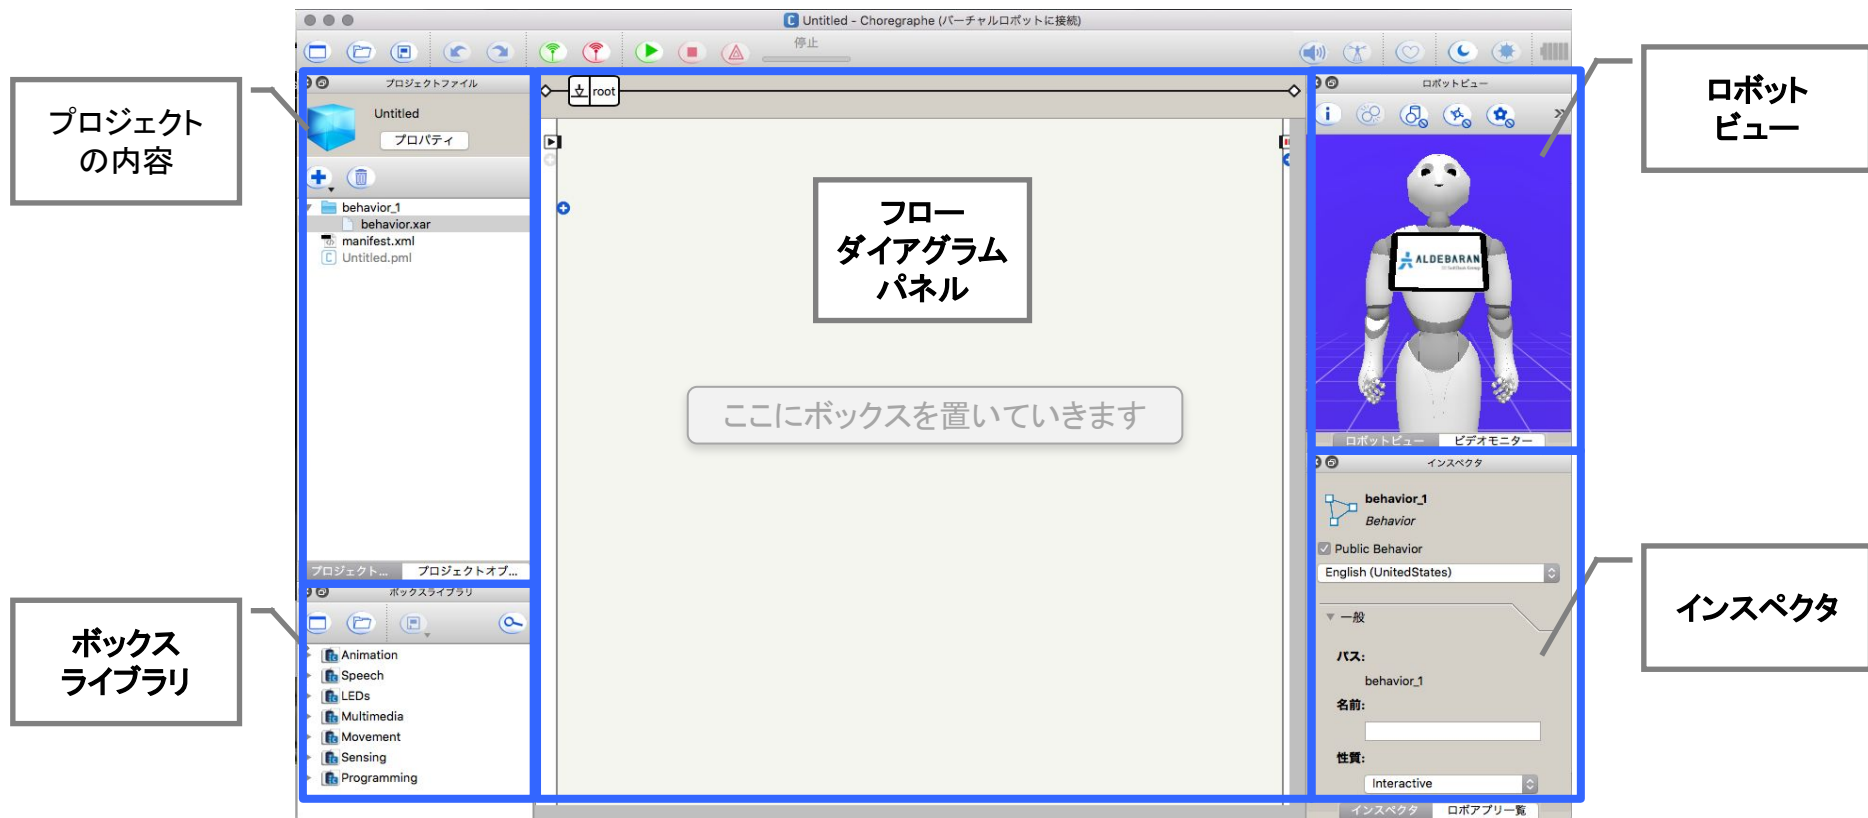 Untitled - Choregraphe (バーチャルロボットに接続)
停止
プロジェクト
の内容
プロジェクトファイル
Untitled
プロパティ
behavior_1
behavior.xar
manifest.xml
Untitled.pml
プロジェクト...
プロジェクトオブ...
ボックス
ライブラリ
ボックスライブラリ
Animation
Speech
LEDs
Multimedia
Movement
Sensing
Programming
root
フロー
ダイアグラム
パネル
ここにボックスを置いていきます
ロボットビュー
ALDEBARAN
ロボットビュー
ビデオモニター
ロボット
ビュー
インスペクタ
behavior_1
Behavior
Public Behavior
English (UnitedStates)
一般
パス:
behavior_1
名前:
性質:
Interactive
インスペクタ
ロボアプリ一覧
インスペクタ